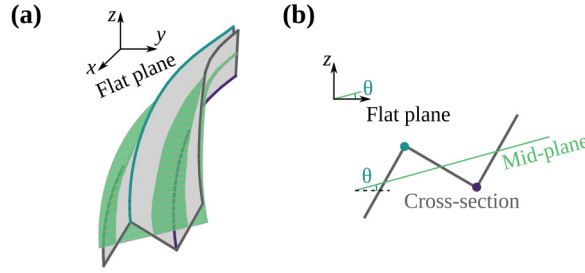 (a)
z
y
x
Flat plane
(b)
z
θ
Flat plane
θ
Mid-plane
Cross-section